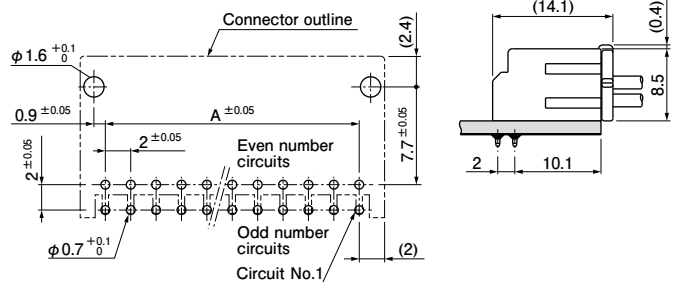 Connector outline
(2.4)
φ1.6 +0.1 0
0.9 ±0.05
A ±0.05
2 ±0.05
7.7 ±0.05
2 ±0.05
Even number
circuits
Odd number
circuits
φ0.7 +0.1 0
(2)
Circuit No.1
(14.1)
(0.4)
8.5
2
10.1